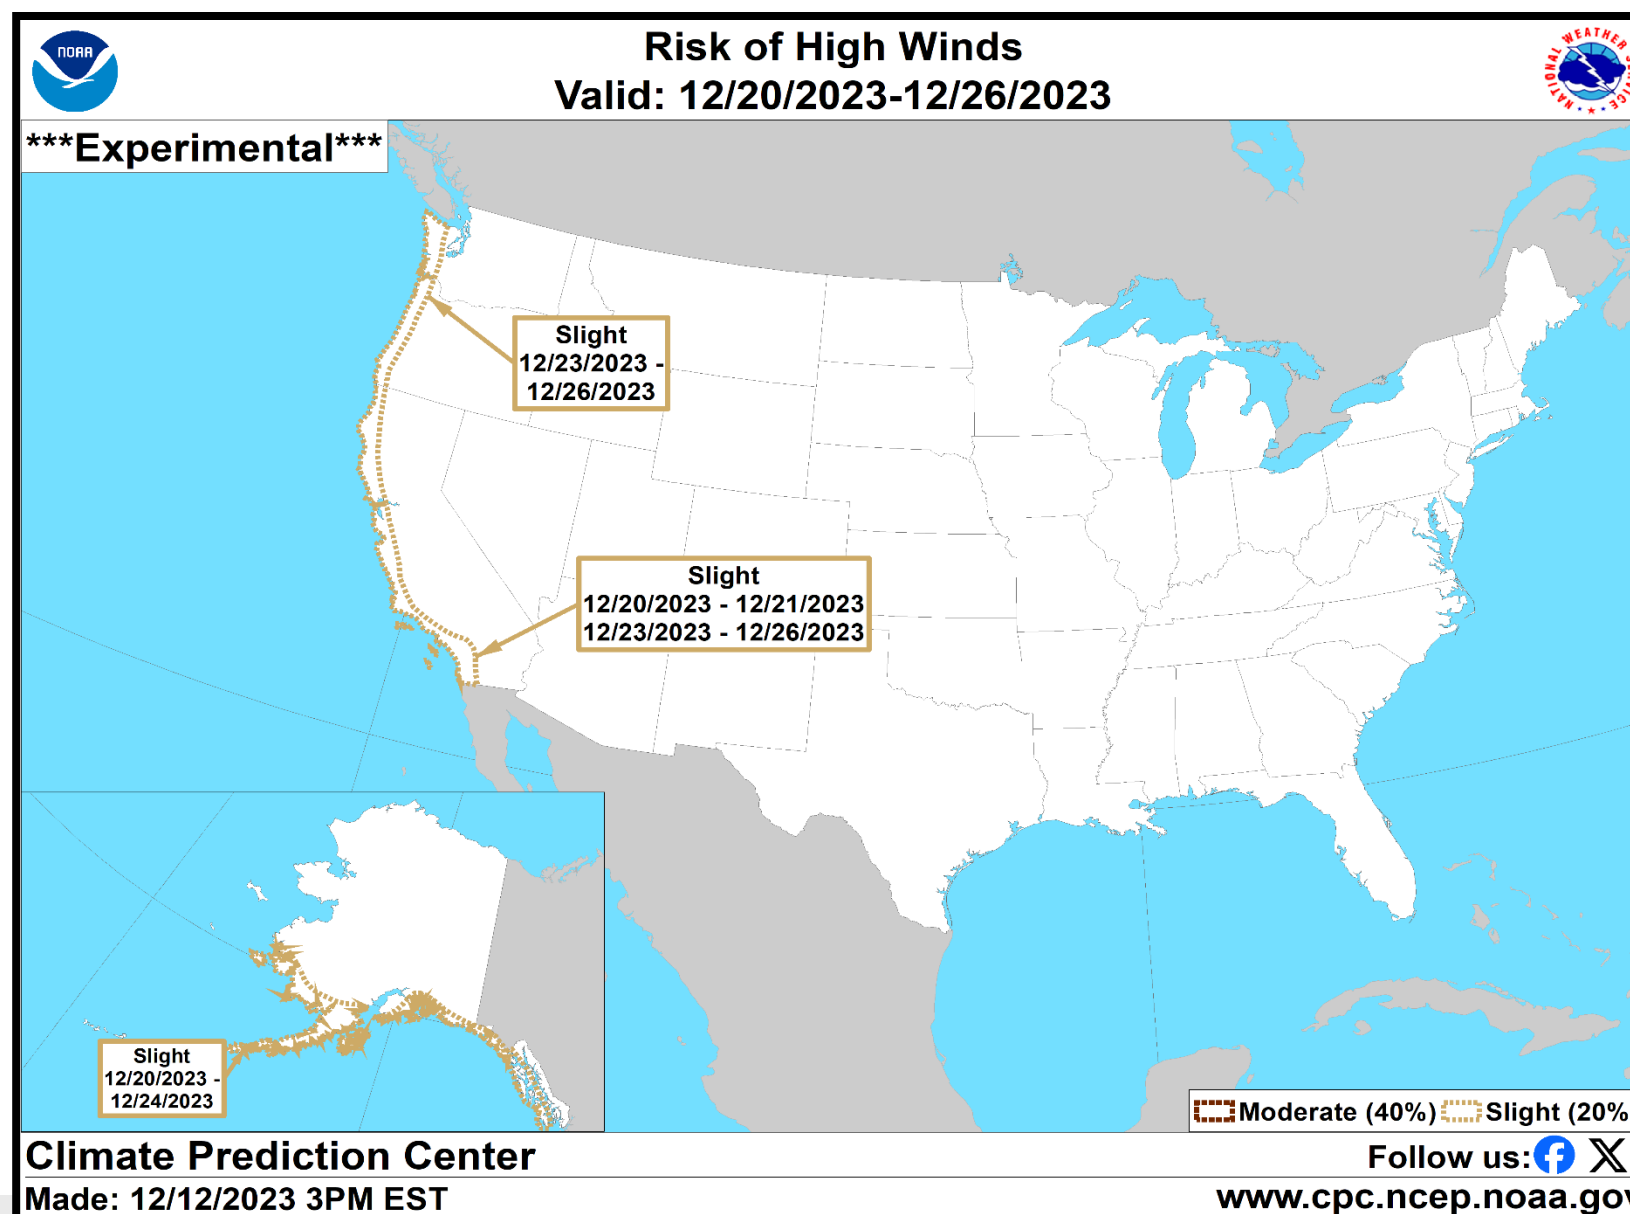 NOAA
Risk of High Winds
Valid: 12/20/2023-12/26/2023
NATIONAL WEATHER SERVICE
***Experimental***
Slight
12/23/2023 -
12/26/2023
Slight
12/20/2023 - 12/21/2023
12/23/2023 - 12/26/2023
Slight
12/20/2023 -
12/24/2023
Moderate (40%) Slight (20%
Climate Prediction Center
Follow us:
Made: 12/12/2023 3PM EST
www.cpc.ncep.noaa.gov